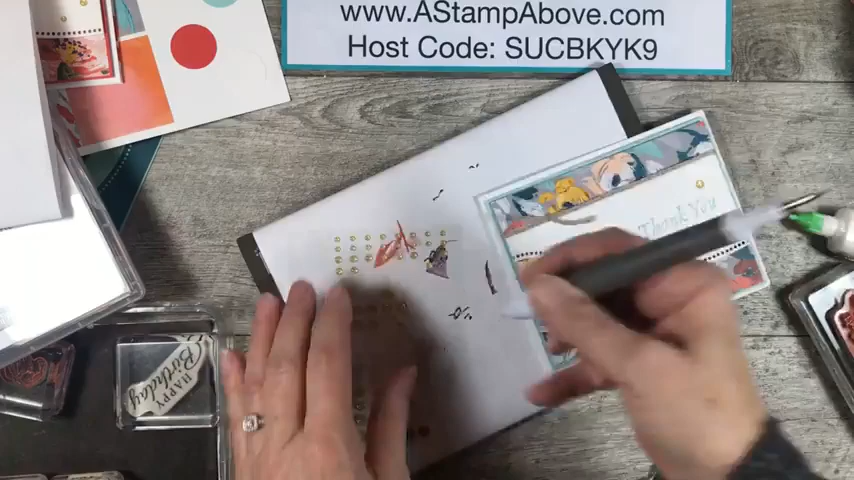 www.AStampAbove.com
Host Code: SUCBKYK9
Thank You
HAPPY
Birthday